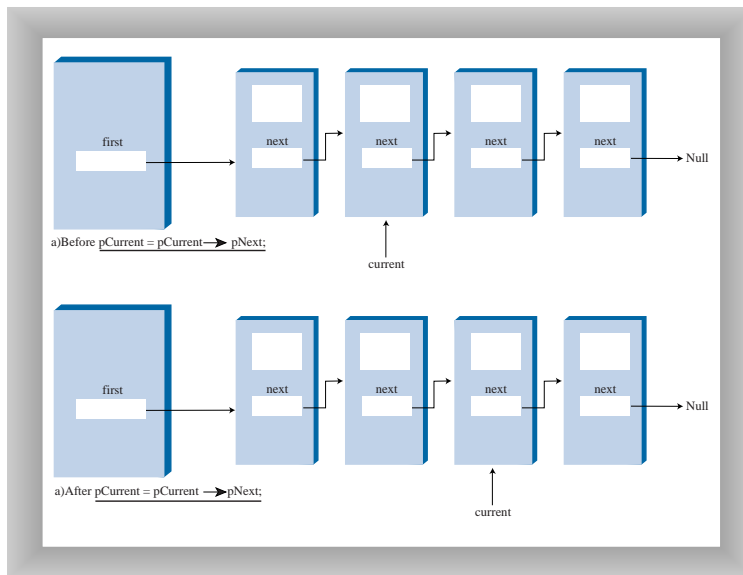 first
next next next next
Null
a)Before pCurrent = pCurrent → pNext;
current
first
next next next next
Null
a)After pCurrent = pCurrent → pNext;
current